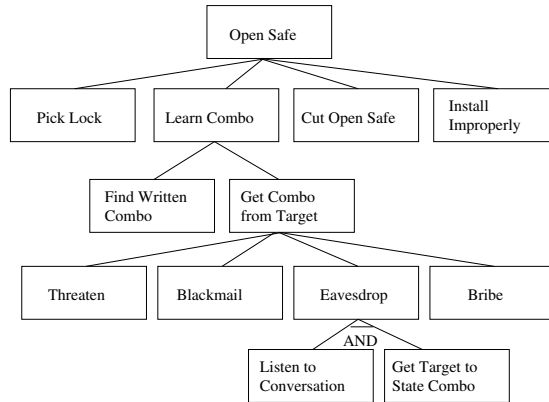 Open Safe
Pick Lock
Learn Combo
Cut Open Safe
Install
Improperly
Find Written
Combo
Get Combo
from Target
Threaten
Blackmail
Eavesdrop
Bribe
AND
Listen to
Conversation
Get Target to
State Combo